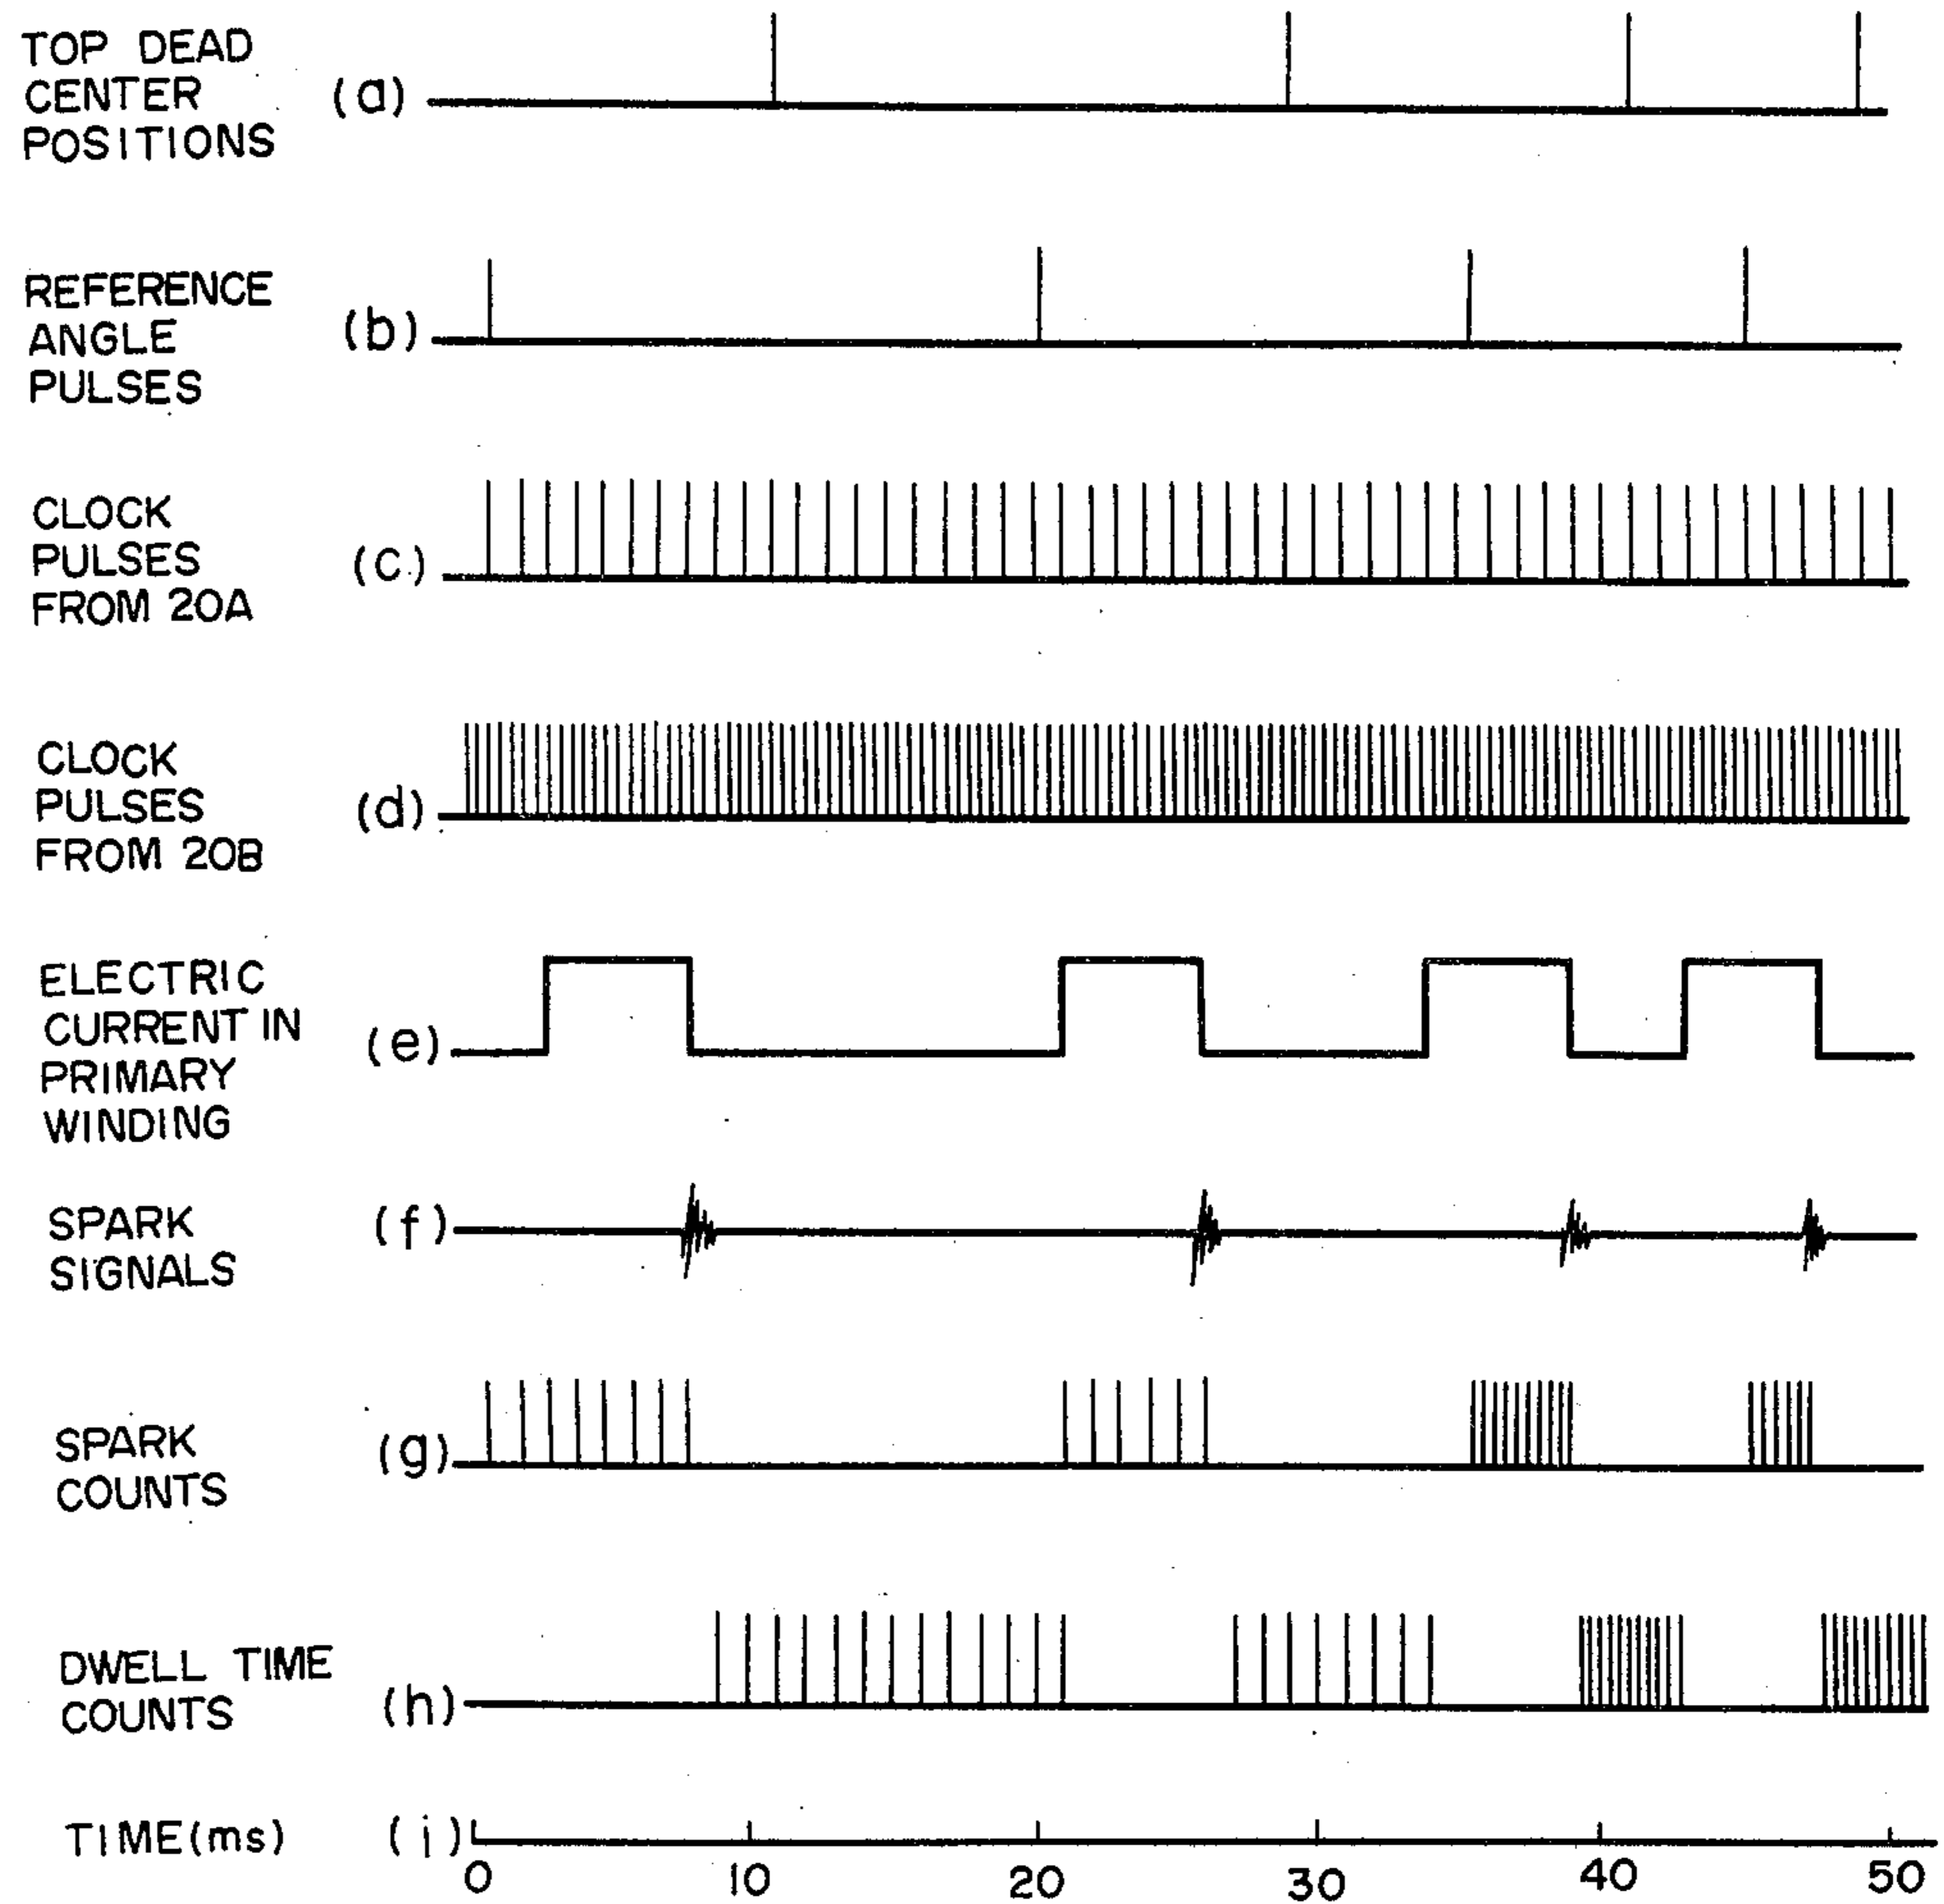 TOP DEAD
CENTER
POSITIONS
(a)
REFERENCE
ANGLE
PULSES
(b)
CLOCK
PULSES
FROM 20A
(c)
CLOCK
PULSES
FROM 20B
(d)
ELECTRIC
CURRENT IN
PRIMARY
WINDING
(e)
SPARK
SIGNALS
(f)
SPARK
COUNTS
(g)
DWELL TIME
COUNTS
(h)
TIME(ms)
(i)
0 10 20 30 40 50